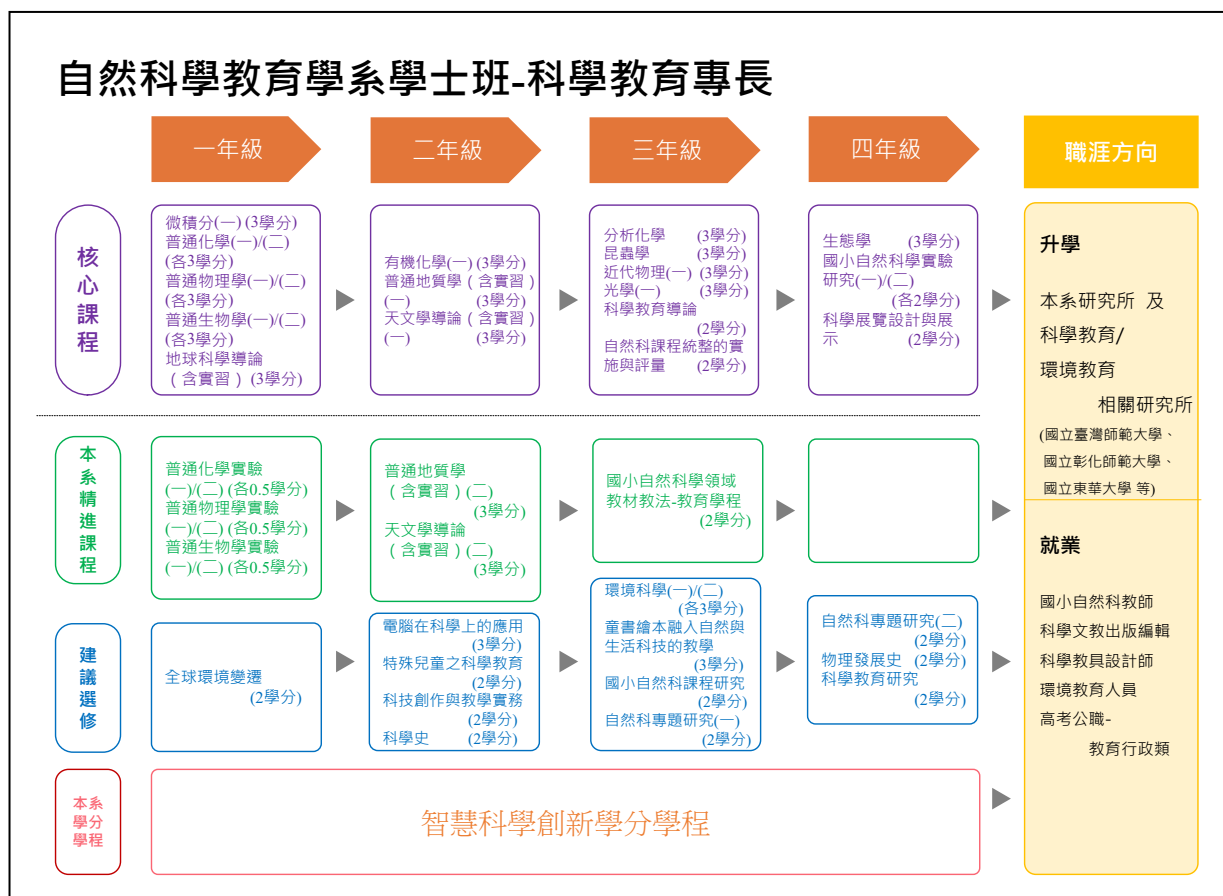 自然科學教育學系學士班-科學教育專長
一年級
二年級
三年級
四年級
職涯方向
核心課程
微積分(一) (3學分)
普通化學(一)/(二)
(各3學分)
普通物理學(一)/(二)
(各3學分)
普通生物學(一)/(二)
(各3學分)
地球科學導論
（含實習） (3學分)
有機化學(一) (3學分)
普通地質學（含實習）
(一) (3學分)
天文學導論（含實習）
(一) (3學分)
分析化學 (3學分)
昆蟲學 (3學分)
近代物理(一) (3學分)
光學(一) (3學分)
科學教育導論
(2學分)
自然科課程統整的實
施與評量 (2學分)
生態學 (3學分)
國小自然科學實驗
研究(一)/(二)
(各2學分)
科學展覽設計與展
示 (2學分)
本系精進課程
普通化學實驗
(一)/(二) (各0.5學分)
普通物理學實驗
(一)/(二) (各0.5學分)
普通生物學實驗
(一)/(二) (各0.5學分)
普通地質學
（含實習）(二)
(3學分)
天文學導論
（含實習）(二)
(3學分)
國小自然科學領域
教材教法-教育學程
(2學分)
建議選修
全球環境變遷
(2學分)
電腦在科學上的應用
(3學分)
特殊兒童之科學教育
(2學分)
科技創作與教學實務
(2學分)
科學史 (2學分)
環境科學(一)/(二)
(各3學分)
童書繪本融入自然與
生活科技的教學
(3學分)
國小自然科課程研究
(2學分)
自然科專題研究(一)
(2學分)
自然科專題研究(二)
(2學分)
物理發展史 (2學分)
科學教育研究
(2學分)
本系
學分
學程
智慧科學創新學分學程
升學
本系研究所 及
科學教育/
環境教育
相關研究所
(國立臺灣師範大學、
國立彰化師範大學、
國立東華大學 等)
就業
國小自然科教師
科學文教出版編輯
科學教具設計師
環境教育人員
高考公職-
教育行政類